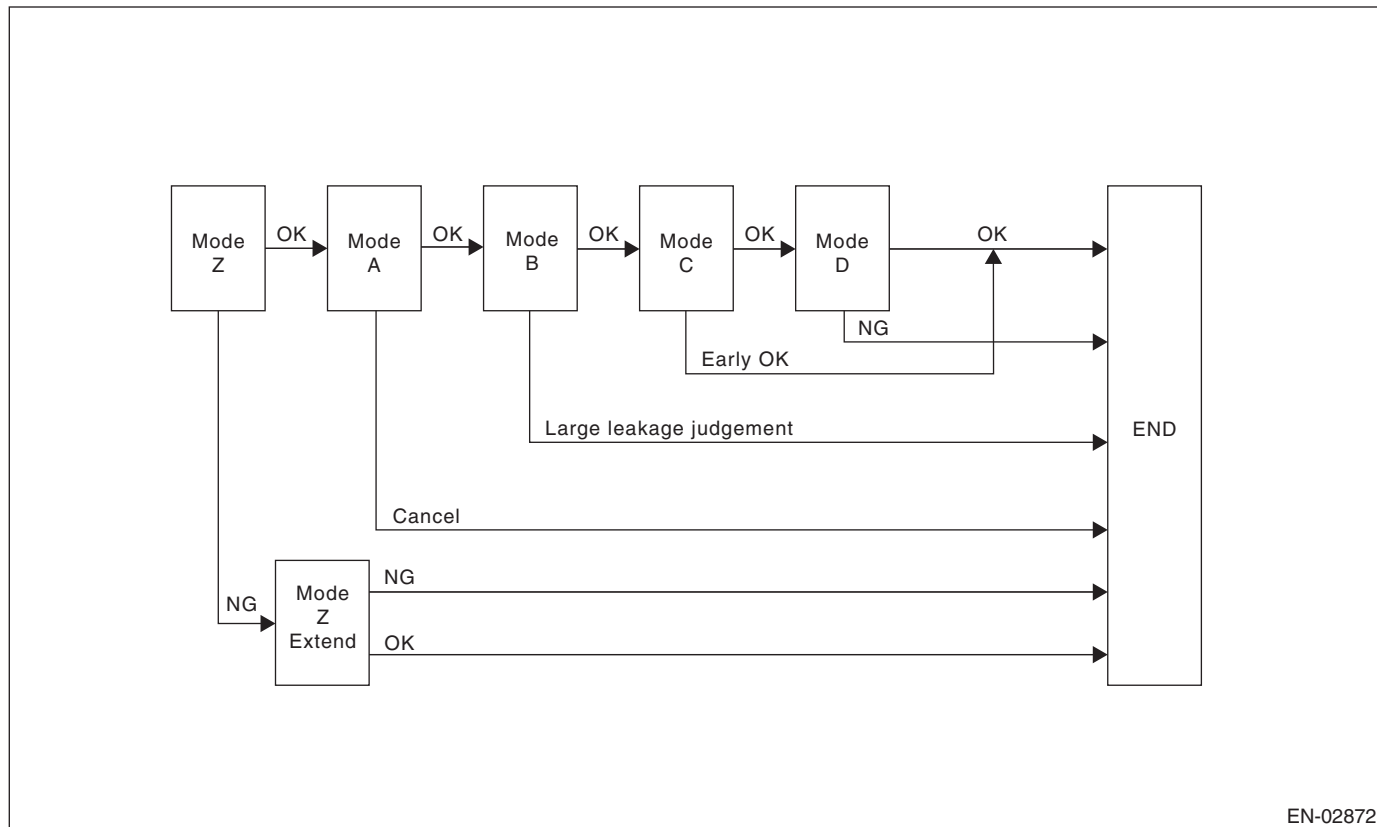 Mode
Z
OK
Mode
A
OK
Mode
B
OK
Mode
C
OK
Mode
D
OK
NG
Early OK
Large leakage judgement
END
Cancel
NG
Mode
Z
Extend
NG
OK
EN-02872